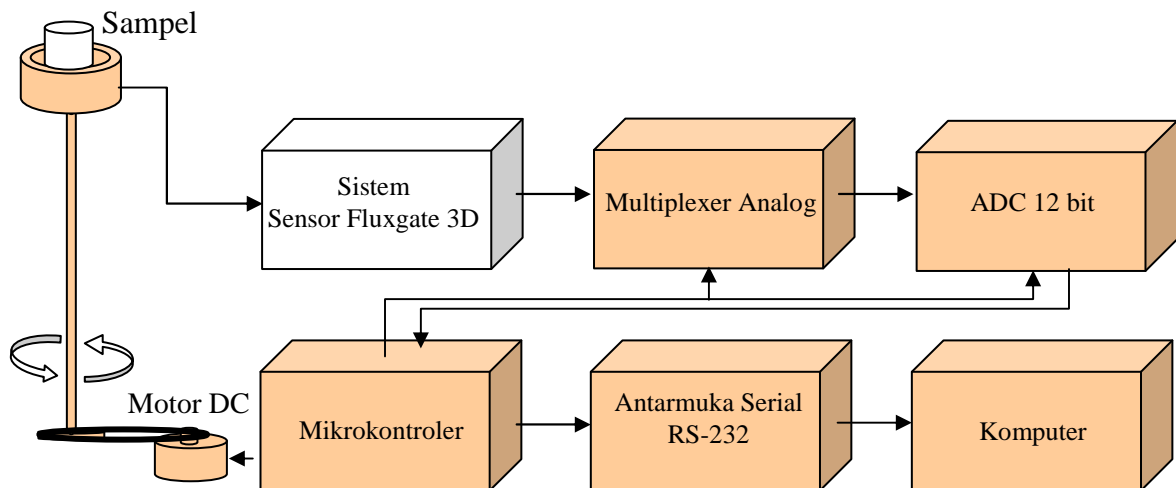 Sampel
Sistem
Sensor Fluxgate 3D
Multiplexer Analog
ADC 12 bit
Motor DC
Mikrokontroler
Antarmuka Serial
RS-232
Komputer